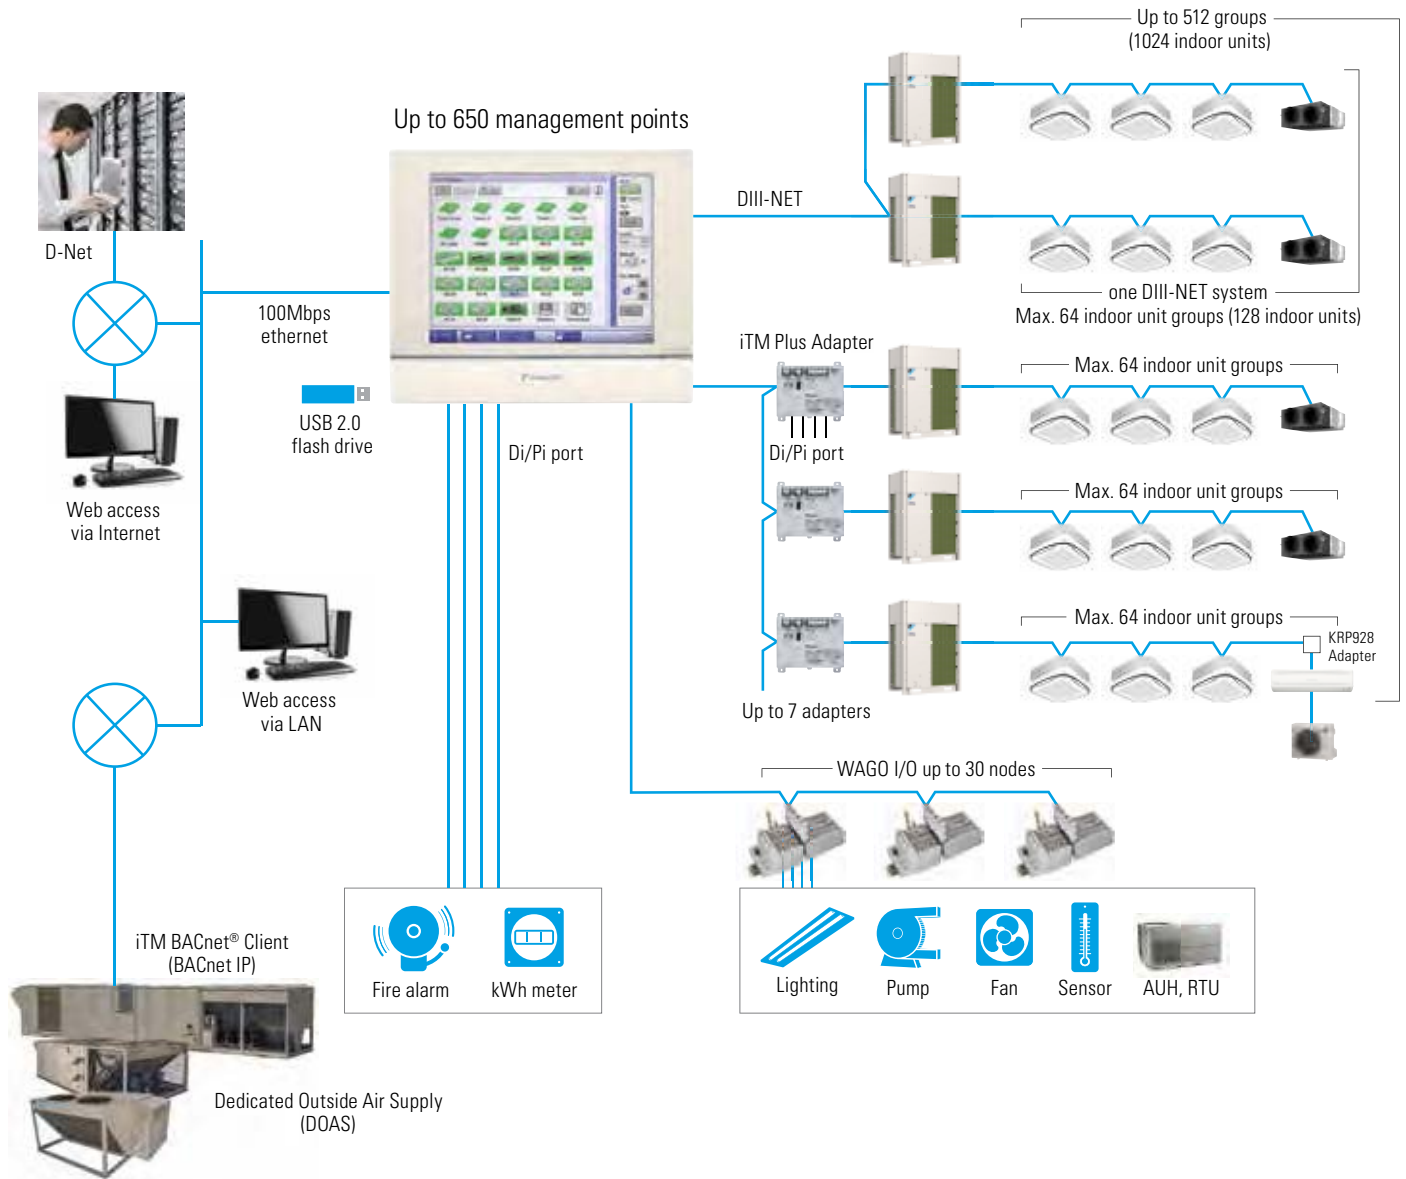 Up to 512 groups
(1024 indoor units)
Up to 650 management points
DIII-NET
D-Net
100Mbps
ethernet
one DIII-NET system
Max. 64 indoor unit groups (128 indoor units)
iTM Plus Adapter
Max. 64 indoor unit groups
USB 2.0
flash drive
Di/Pi port
Di/Pi port
Max. 64 indoor unit groups
Web access
via Internet
Max. 64 indoor unit groups
KRP928
Adapter
Web access
via LAN
Up to 7 adapters
WAGO I/O up to 30 nodes
iTM BACnet® Client
(BACnet IP)
Fire alarm
kWh meter
Lighting
Pump
Fan
Sensor
AUH, RTU
Dedicated Outside Air Supply
(DOAS)